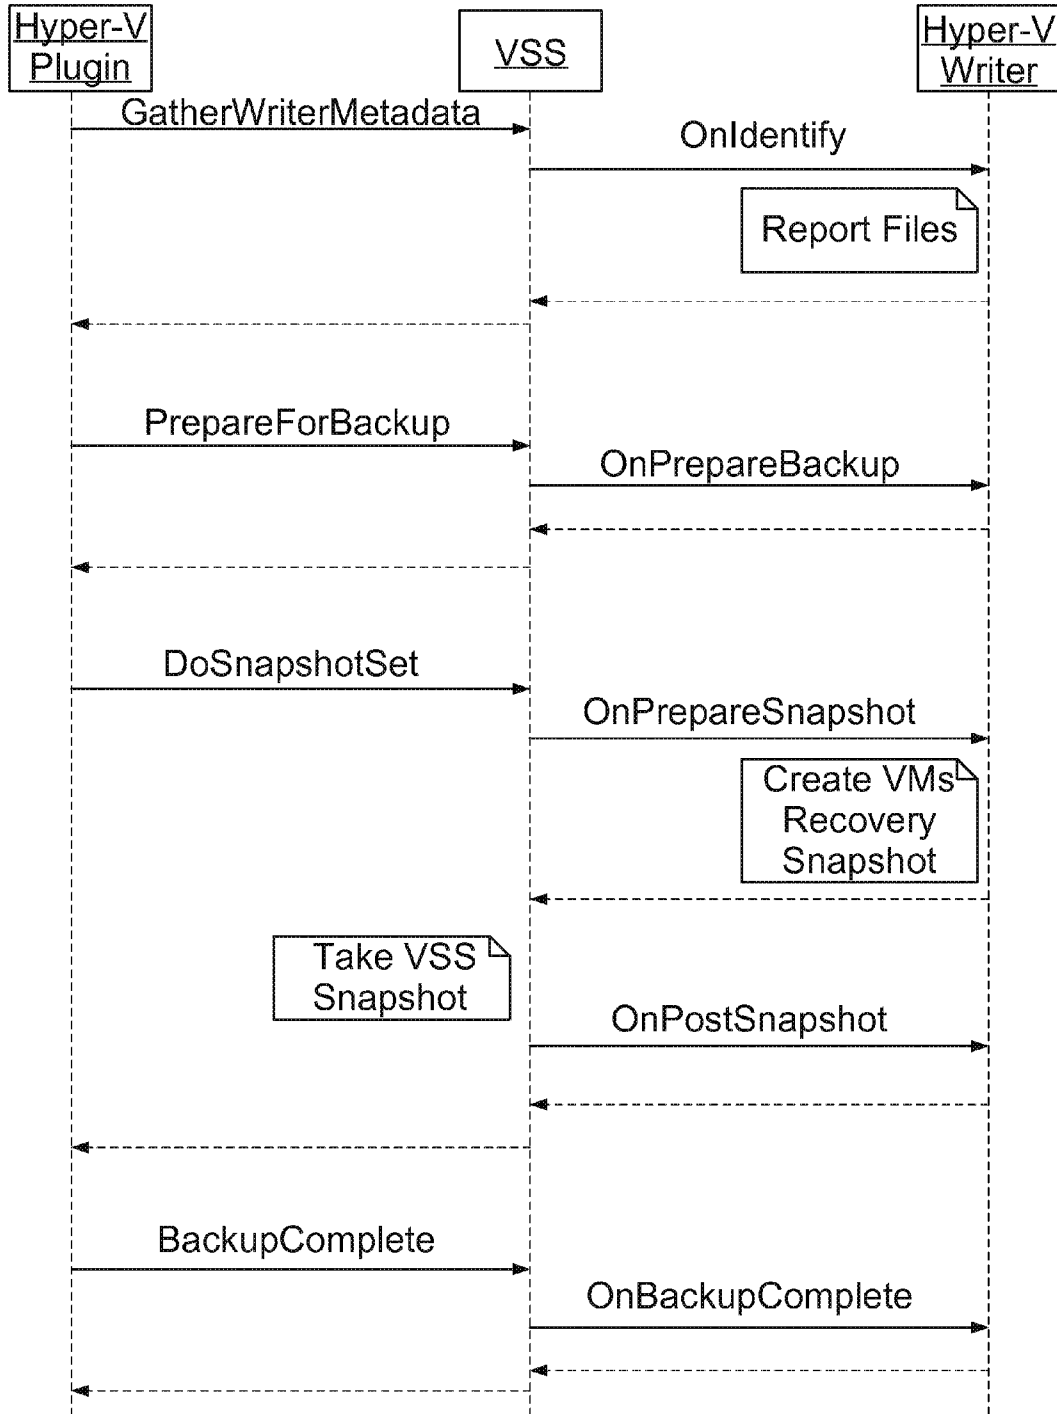 Hyper-V
Plugin
VSS
Hyper-V
Writer
GatherWriterMetadata
OnIdentify
Report Files
PrepareForBackup
OnPrepareBackup
DoSnapshotSet
OnPrepareSnapshot
Create VMs
Recovery
Snapshot
Take VSS
Snapshot
OnPostSnapshot
BackupComplete
OnBackupComplete